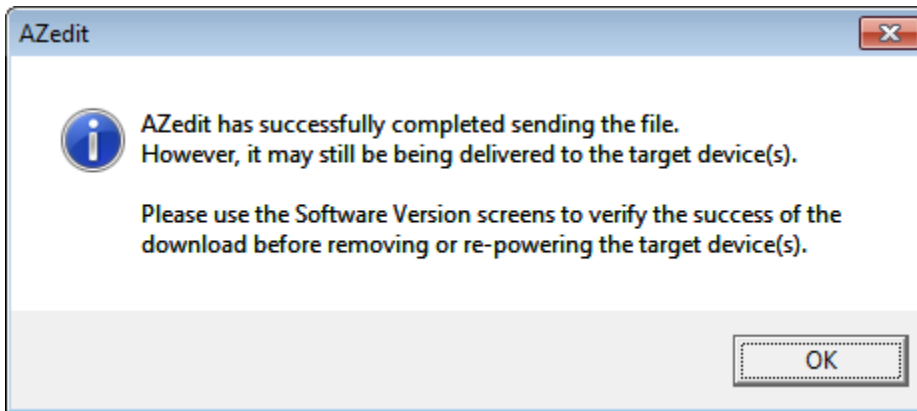 AZedit
AZedit has successfully completed sending the file.
However, it may still be being delivered to the target device(s).
Please use the Software Version screens to verify the success of the
download before removing or re-powering the target device(s).
OK